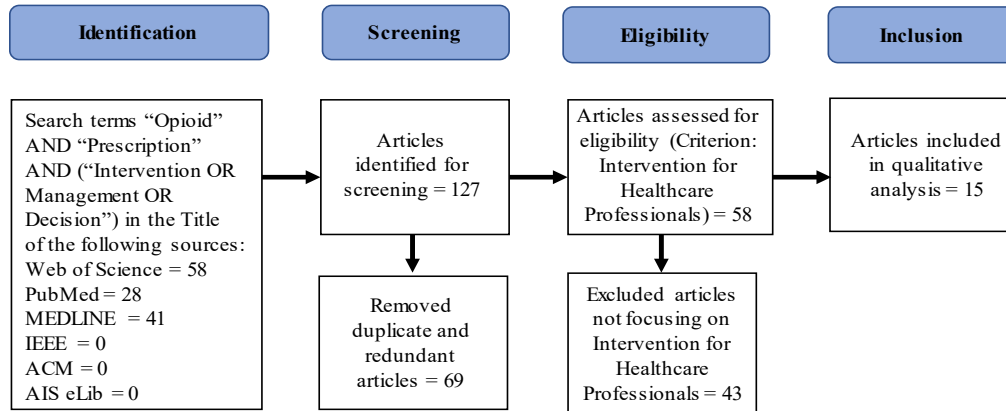 Identification
Screening
Eligibility
Inclusion
Search terms “Opioid”
AND “Prescription”
AND (“Intervention OR
Management OR
Decision”) in the Title
of the following sources:
Web of Science = 58
PubMed = 28
MEDLINE = 41
IEEE = 0
ACM = 0
AIS eLib = 0
Articles
identified for
screening = 127
Removed
duplicate and
redundant
articles = 69
Articles assessed for
eligibility (Criterion:
Intervention for
Healthcare
Professionals) = 58
Excluded articles
not focusing on
Intervention for
Healthcare
Professionals = 43
Articles included
in qualitative
analysis = 15